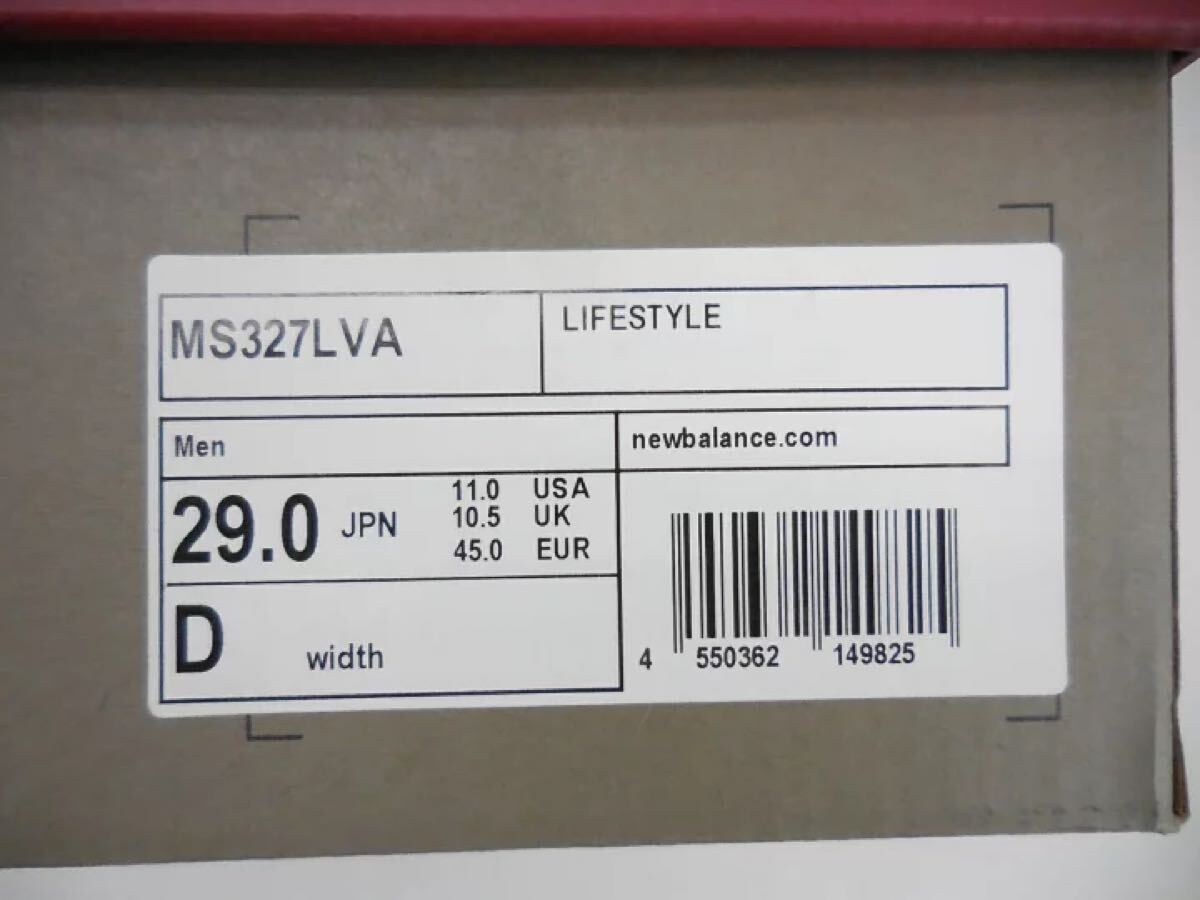 MS327LVA
LIFESTYLE
Men
newbalance.com
29.0 JPN
11.0 USA
10.5 UK
45.0 EUR
D width
4 550362 149825